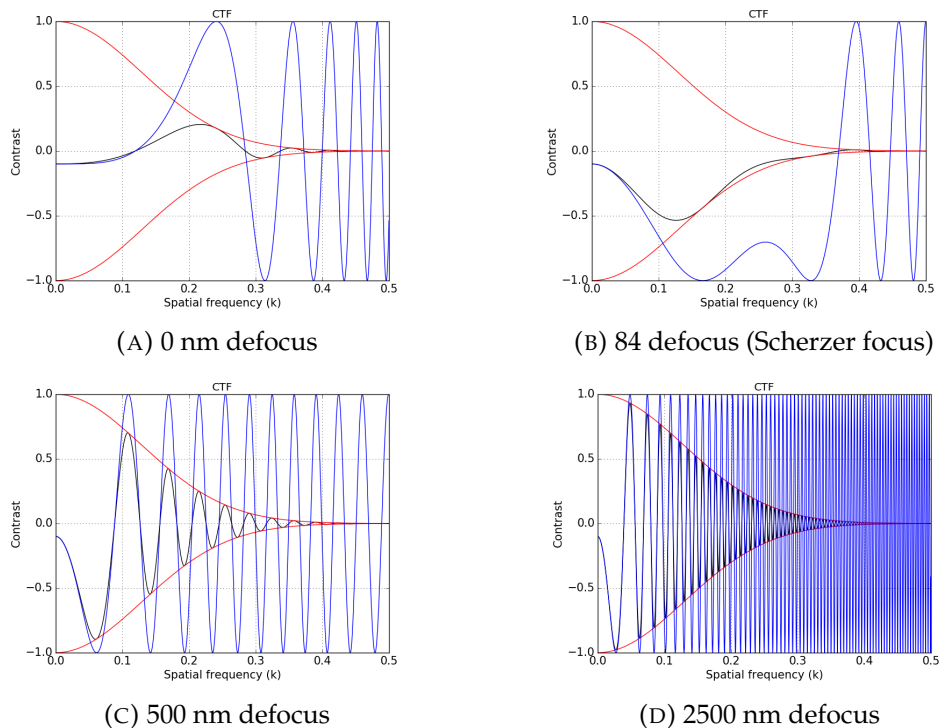 CTF
1.0
0.5
0.0
−0.5
−1.0
Contrast
0.0 0.1 0.2 0.3 0.4 0.5
Spatial frequency (k)
(A) 0 nm defocus
CTF
1.0
0.5
0.0
−0.5
−1.0
Contrast
0.0 0.1 0.2 0.3 0.4 0.5
Spatial frequency (k)
(B) 84 defocus (Scherzer focus)
CTF
1.0
0.5
0.0
−0.5
−1.0
Contrast
0.0 0.1 0.2 0.3 0.4 0.5
Spatial frequency (k)
(C) 500 nm defocus
CTF
1.0
0.5
0.0
−0.5
−1.0
Contrast
0.0 0.1 0.2 0.3 0.4 0.5
Spatial frequency (k)
(D) 2500 nm defocus